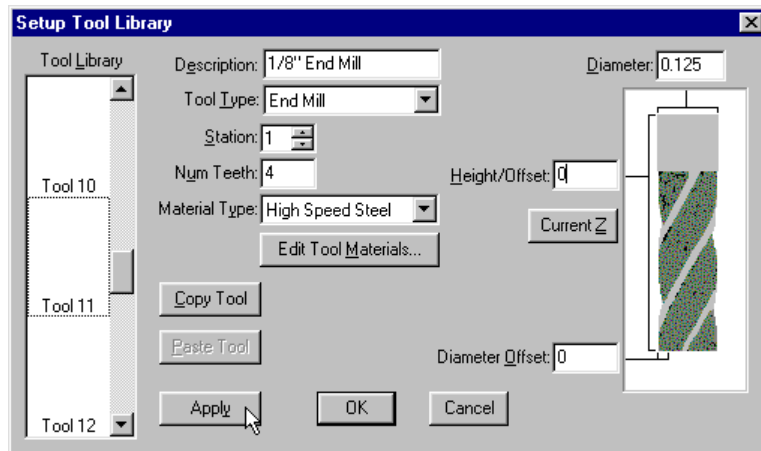 Setup Tool Library
Tool Library
Tool 10
Tool 11
Tool 12
Description: 1/8" End Mill
Tool Type: End Mill
Station: 1
Num Teeth: 4
Material Type: High Speed Steel
Edit Tool Materials...
Copy Tool
Paste Tool
Apply
OK
Cancel
Diameter: 0.125
Height/Offset: 0
Current Z
Diameter Offset: 0